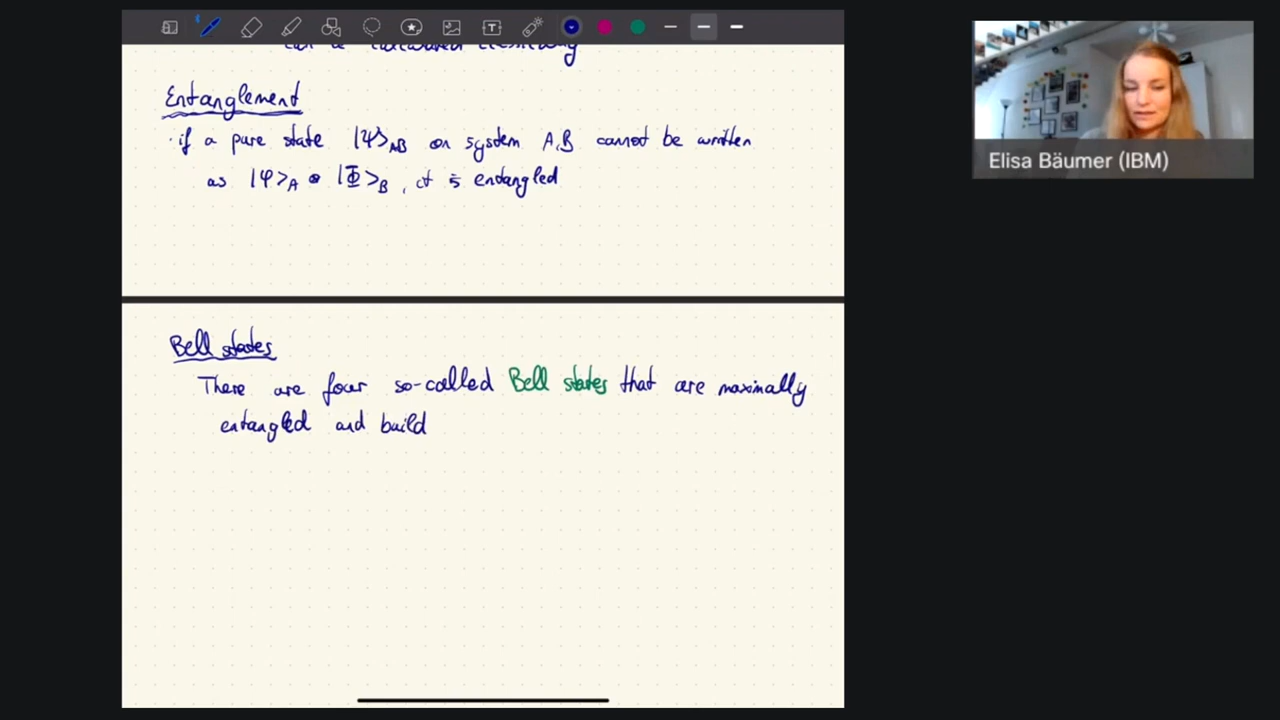 Entanglement
· if a pure state |Ψ>AB on system A,B cannot be written
as |φ>A ⊗ |Φ>B, it is entangled
Bell states
There are four so-called Bell states that are maximally
entangled and build
Elisa Bäumer (IBM)